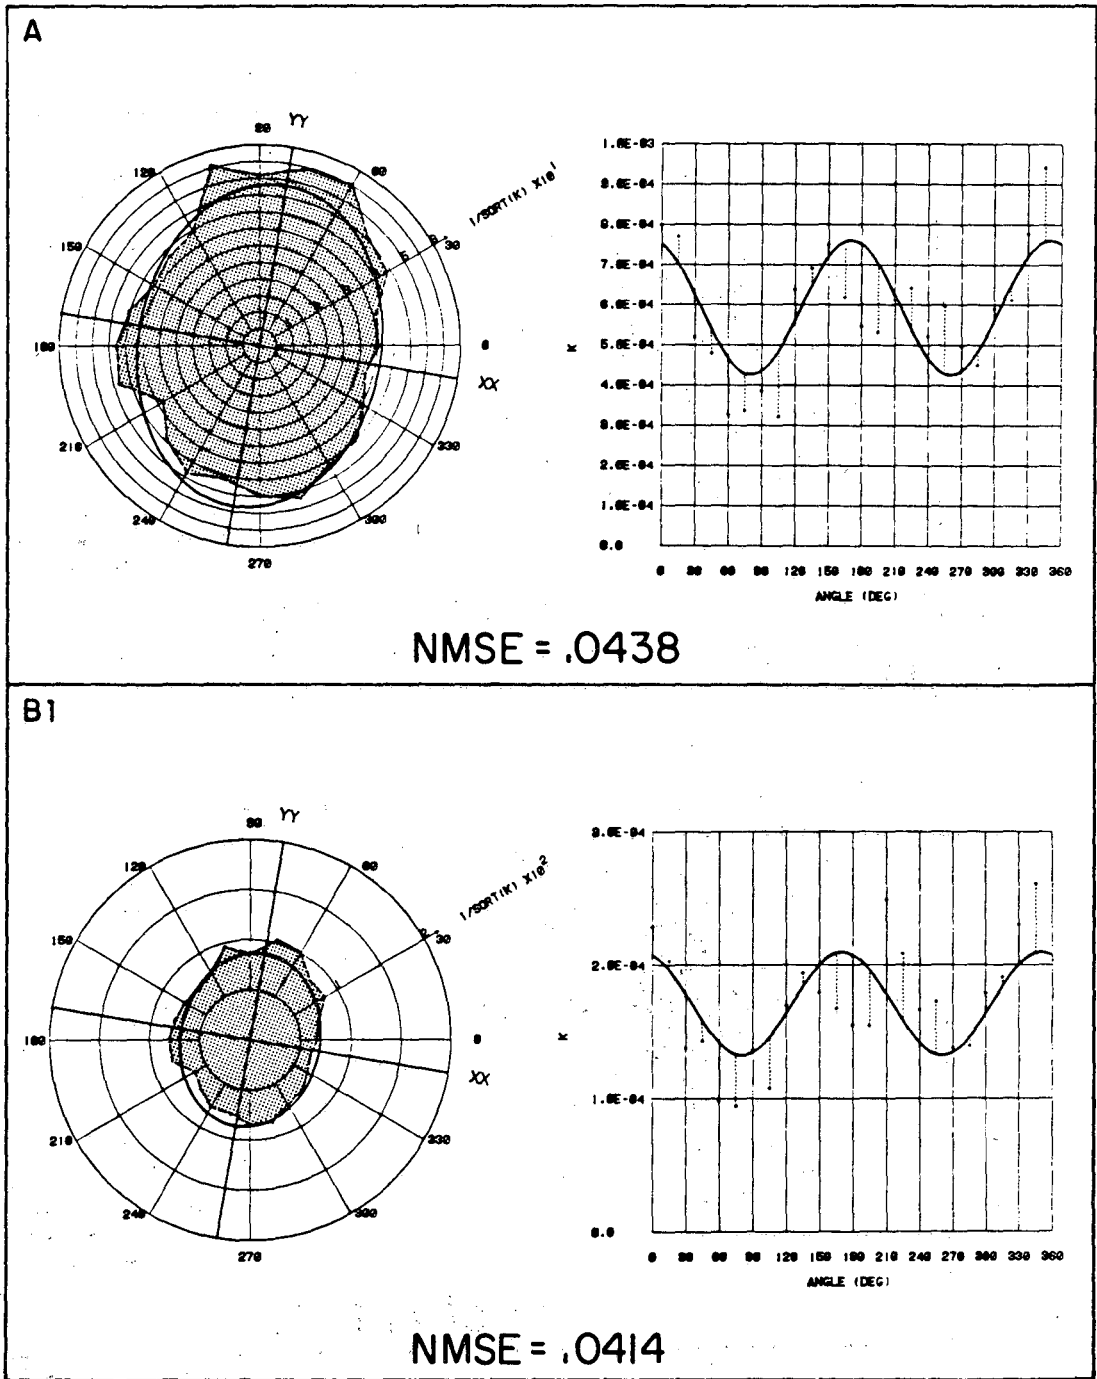 A
YY
90
120
60
1/SQRT(K) X10^1
150
8
30
6
180
0
XX
210
330
240
300
270
1.0E-03
9.0E-04
8.0E-04
7.0E-04
6.0E-04
5.0E-04
4.0E-04
3.0E-04
2.0E-04
1.0E-04
0.0
K
0 30 60 90 120 150 180 210 240 270 300 330 360
ANGLE (DEG)
NMSE = .0438
B1
YY
90
120
60
1/SQRT(K) X10^2
150
2
30
180
0
XX
210
330
240
300
270
3.0E-04
2.0E-04
1.0E-04
0.0
K
0 30 60 90 120 150 180 210 240 270 300 330 360
ANGLE (DEG)
NMSE = .0414